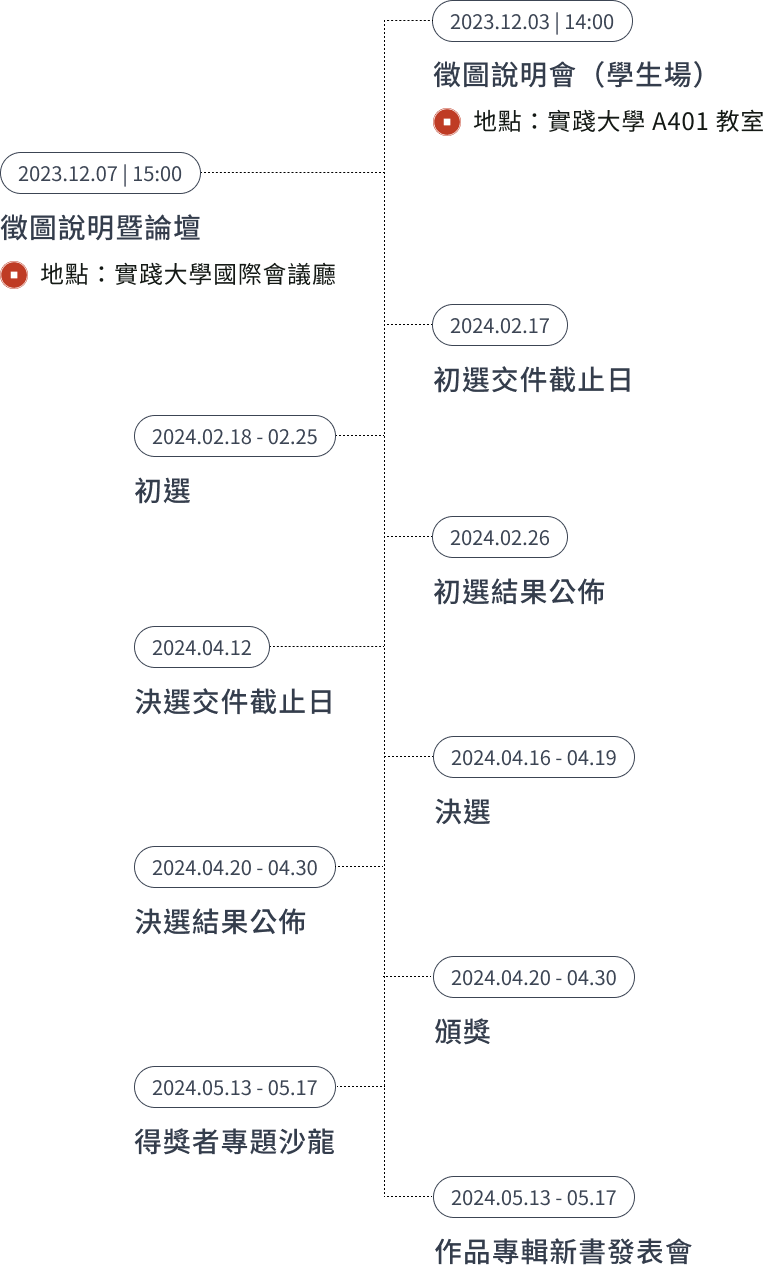 2023.12.03 | 14:00
徵圖說明會（學生場）
地點：實踐大學 A401 教室
2023.12.07 | 15:00
徵圖說明暨論壇
地點：實踐大學國際會議廳
2024.02.17
初選交件截止日
2024.02.18 - 02.25
初選
2024.02.26
初選結果公佈
2024.04.12
決選交件截止日
2024.04.16 - 04.19
決選
2024.04.20 - 04.30
決選結果公佈
2024.04.20 - 04.30
頒獎
2024.05.13 - 05.17
得獎者專題沙龍
2024.05.13 - 05.17
作品專輯新書發表會